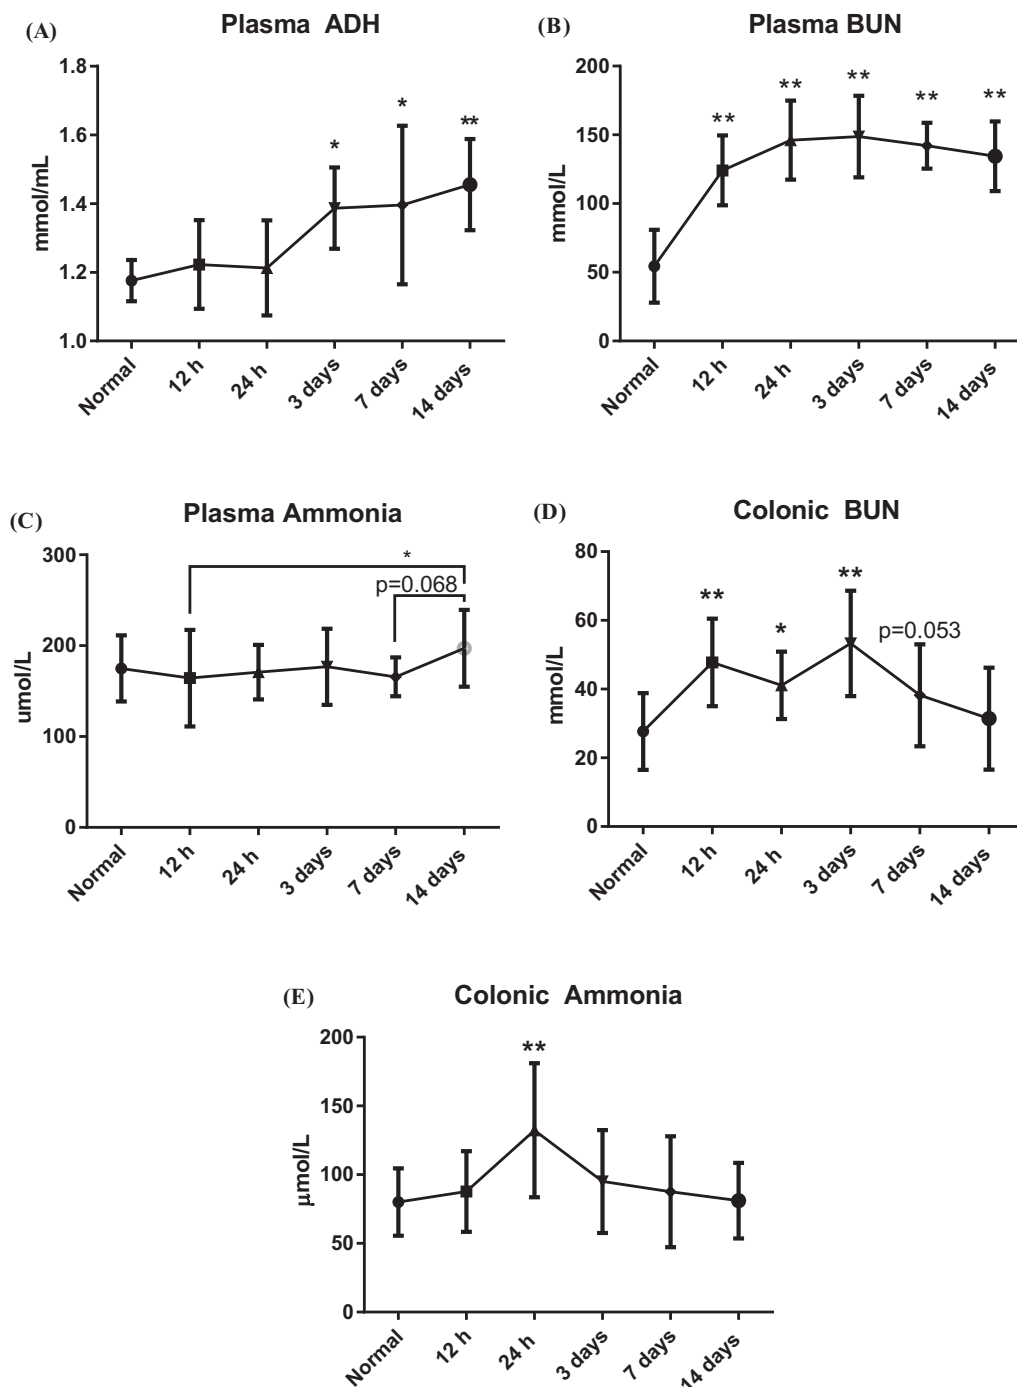 (A)
Plasma ADH
mmol/mL
1.8
1.6
1.4
1.2
1.0
*
*
**
Normal
12 h
24 h
3 days
7 days
14 days
(B)
Plasma BUN
mmol/L
200
150
100
50
0
**
**
**
**
**
Normal
12 h
24 h
3 days
7 days
14 days
(C)
Plasma Ammonia
umol/L
300
200
100
0
*
p=0.068
Normal
12 h
24 h
3 days
7 days
14 days
(D)
Colonic BUN
mmol/L
80
60
40
20
0
**
*
**
p=0.053
Normal
12 h
24 h
3 days
7 days
14 days
(E)
Colonic Ammonia
μmol/L
200
150
100
50
0
**
Normal
12 h
24 h
3 days
7 days
14 days